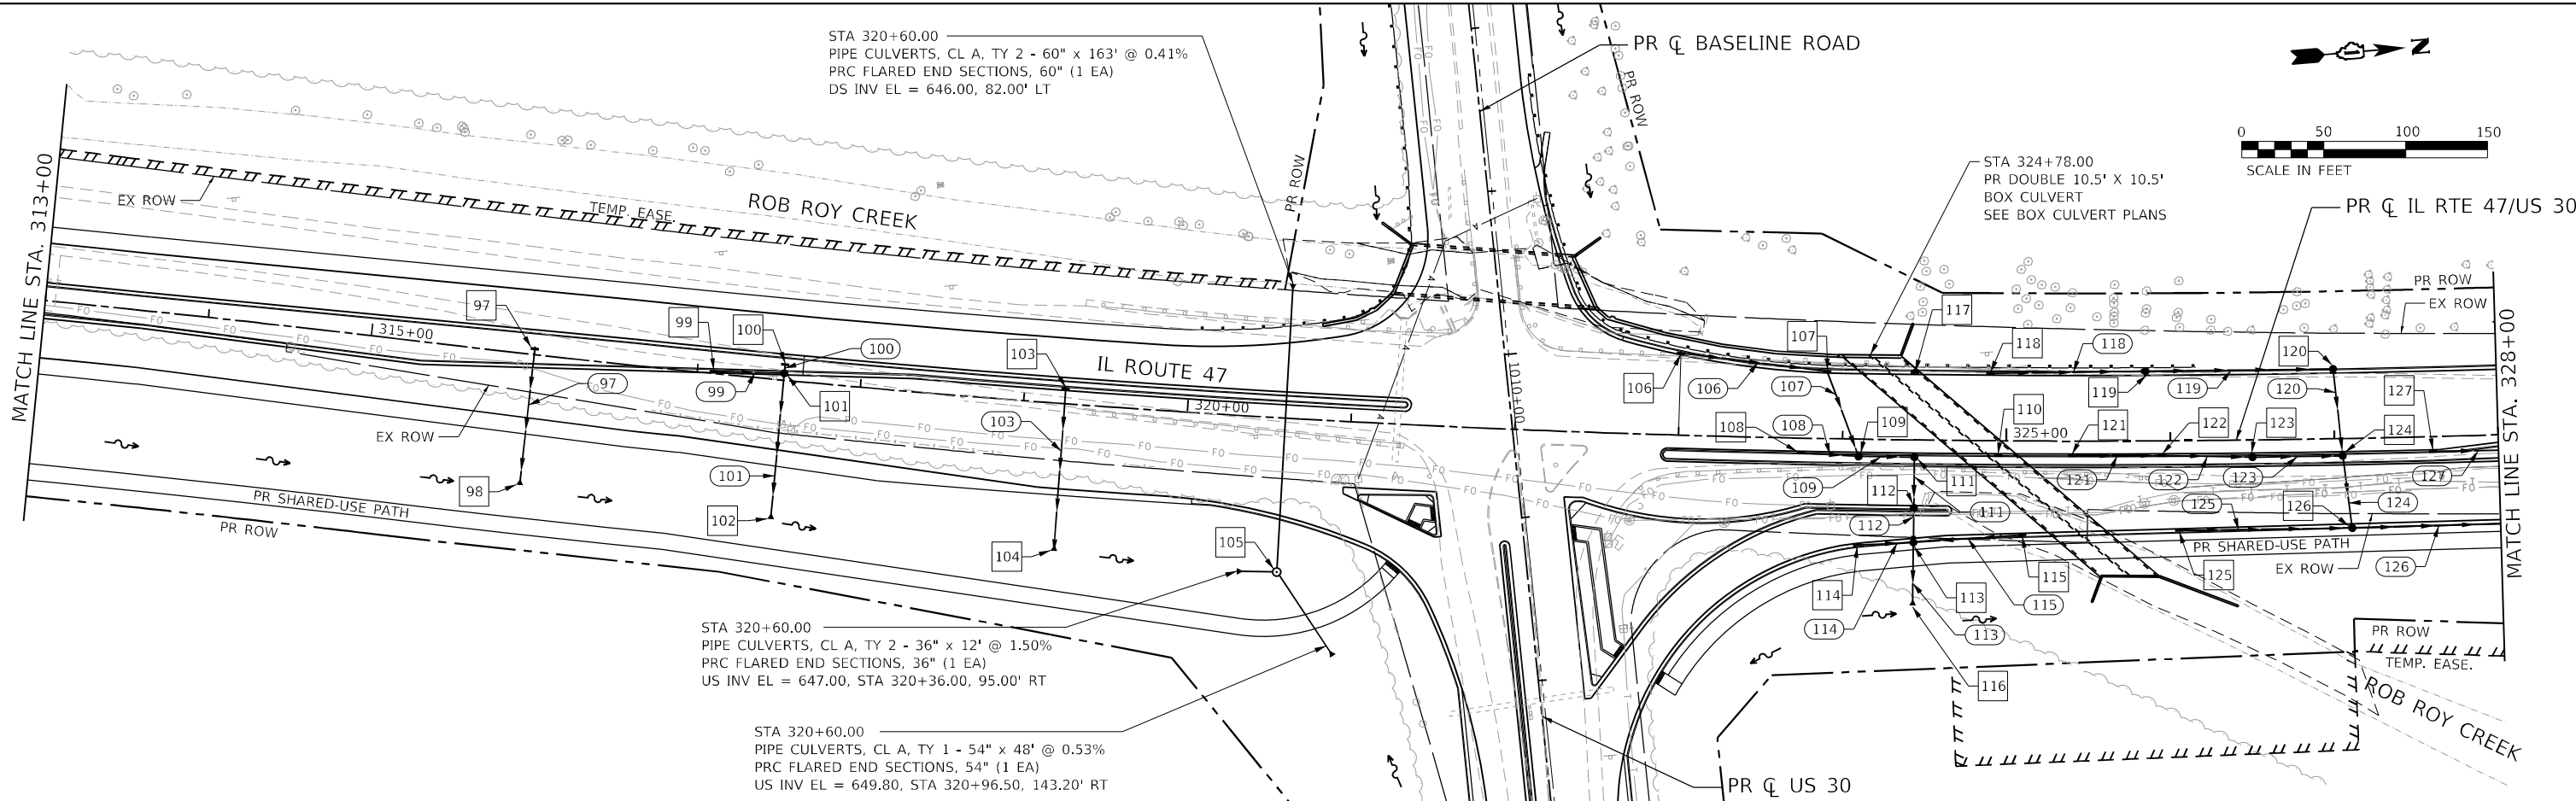 STA 320+60.00
PIPE CULVERTS, CL A, TY 2 - 60" x 163' @ 0.41%
PRC FLARED END SECTIONS, 60" (1 EA)
DS INV EL = 646.00, 82.00' LT
PR ℄ BASELINE ROAD
N
0 50 100 150
SCALE IN FEET
PR ROW
PR ROW
STA 324+78.00
PR DOUBLE 10.5' X 10.5'
BOX CULVERT
SEE BOX CULVERT PLANS
PR ℄ IL RTE 47/US 30
MATCH LINE STA. 313+00
EX ROW
TEMP. EASE.
ROB ROY CREEK
PR ROW
EX ROW
MATCH LINE STA. 328+00
315+00
97
99
100
100
103
IL ROUTE 47
320+00
1010+00
97
99
101
103
EX ROW
101
98
102
104
105
PR SHARED-USE PATH
PR ROW
107
117
118
118
120
106
106
107
119
119
120
127
108
108
109
110
325+00
121
122
123
124
109
112
111
111
121
122
123
127
112
125
126
124
PR SHARED-USE PATH
EX ROW
125
126
114
114
113
115
115
113
116
FO FO FO FO
STA 320+60.00
PIPE CULVERTS, CL A, TY 2 - 36" x 12' @ 1.50%
PRC FLARED END SECTIONS, 36" (1 EA)
US INV EL = 647.00, STA 320+36.00, 95.00' RT
PR ROW
TEMP. EASE.
ROB ROY CREEK
STA 320+60.00
PIPE CULVERTS, CL A, TY 1 - 54" x 48' @ 0.53%
PRC FLARED END SECTIONS, 54" (1 EA)
US INV EL = 649.80, STA 320+96.50, 143.20' RT
PR ℄ US 30